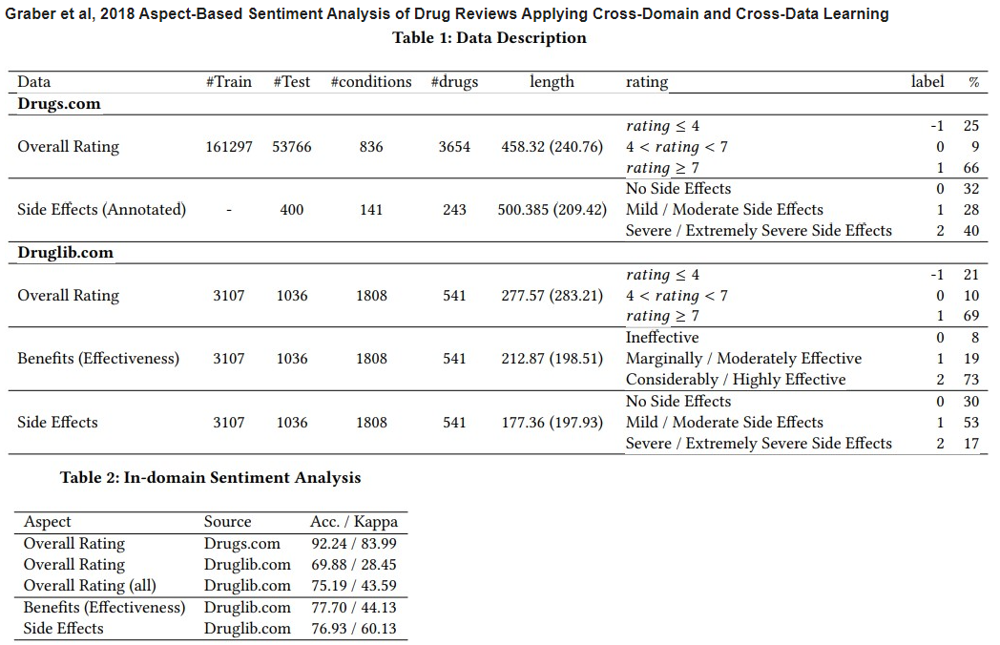 Graber et al, 2018 Aspect-Based Sentiment Analysis of Drug Reviews Applying Cross-Domain and Cross-Data Learning
Table 1: Data Description
Data #Train #Test #conditions #drugs length rating label %
Drugs.com
rating ≤ 4 -1 25
Overall Rating 161297 53766 836 3654 458.32 (240.76) 4 < rating < 7 0 9
rating ≥ 7 1 66
No Side Effects 0 32
Side Effects (Annotated) - 400 141 243 500.385 (209.42) Mild / Moderate Side Effects 1 28
Severe / Extremely Severe Side Effects 2 40
Druglib.com
rating ≤ 4 -1 21
Overall Rating 3107 1036 1808 541 277.57 (283.21) 4 < rating < 7 0 10
rating ≥ 7 1 69
Ineffective 0 8
Benefits (Effectiveness) 3107 1036 1808 541 212.87 (198.51) Marginally / Moderately Effective 1 19
Considerably / Highly Effective 2 73
No Side Effects 0 30
Side Effects 3107 1036 1808 541 177.36 (197.93) Mild / Moderate Side Effects 1 53
Severe / Extremely Severe Side Effects 2 17
Table 2: In-domain Sentiment Analysis
Aspect Source Acc. / Kappa
Overall Rating Drugs.com 92.24 / 83.99
Overall Rating Druglib.com 69.88 / 28.45
Overall Rating (all) Druglib.com 75.19 / 43.59
Benefits (Effectiveness) Druglib.com 77.70 / 44.13
Side Effects Druglib.com 76.93 / 60.13